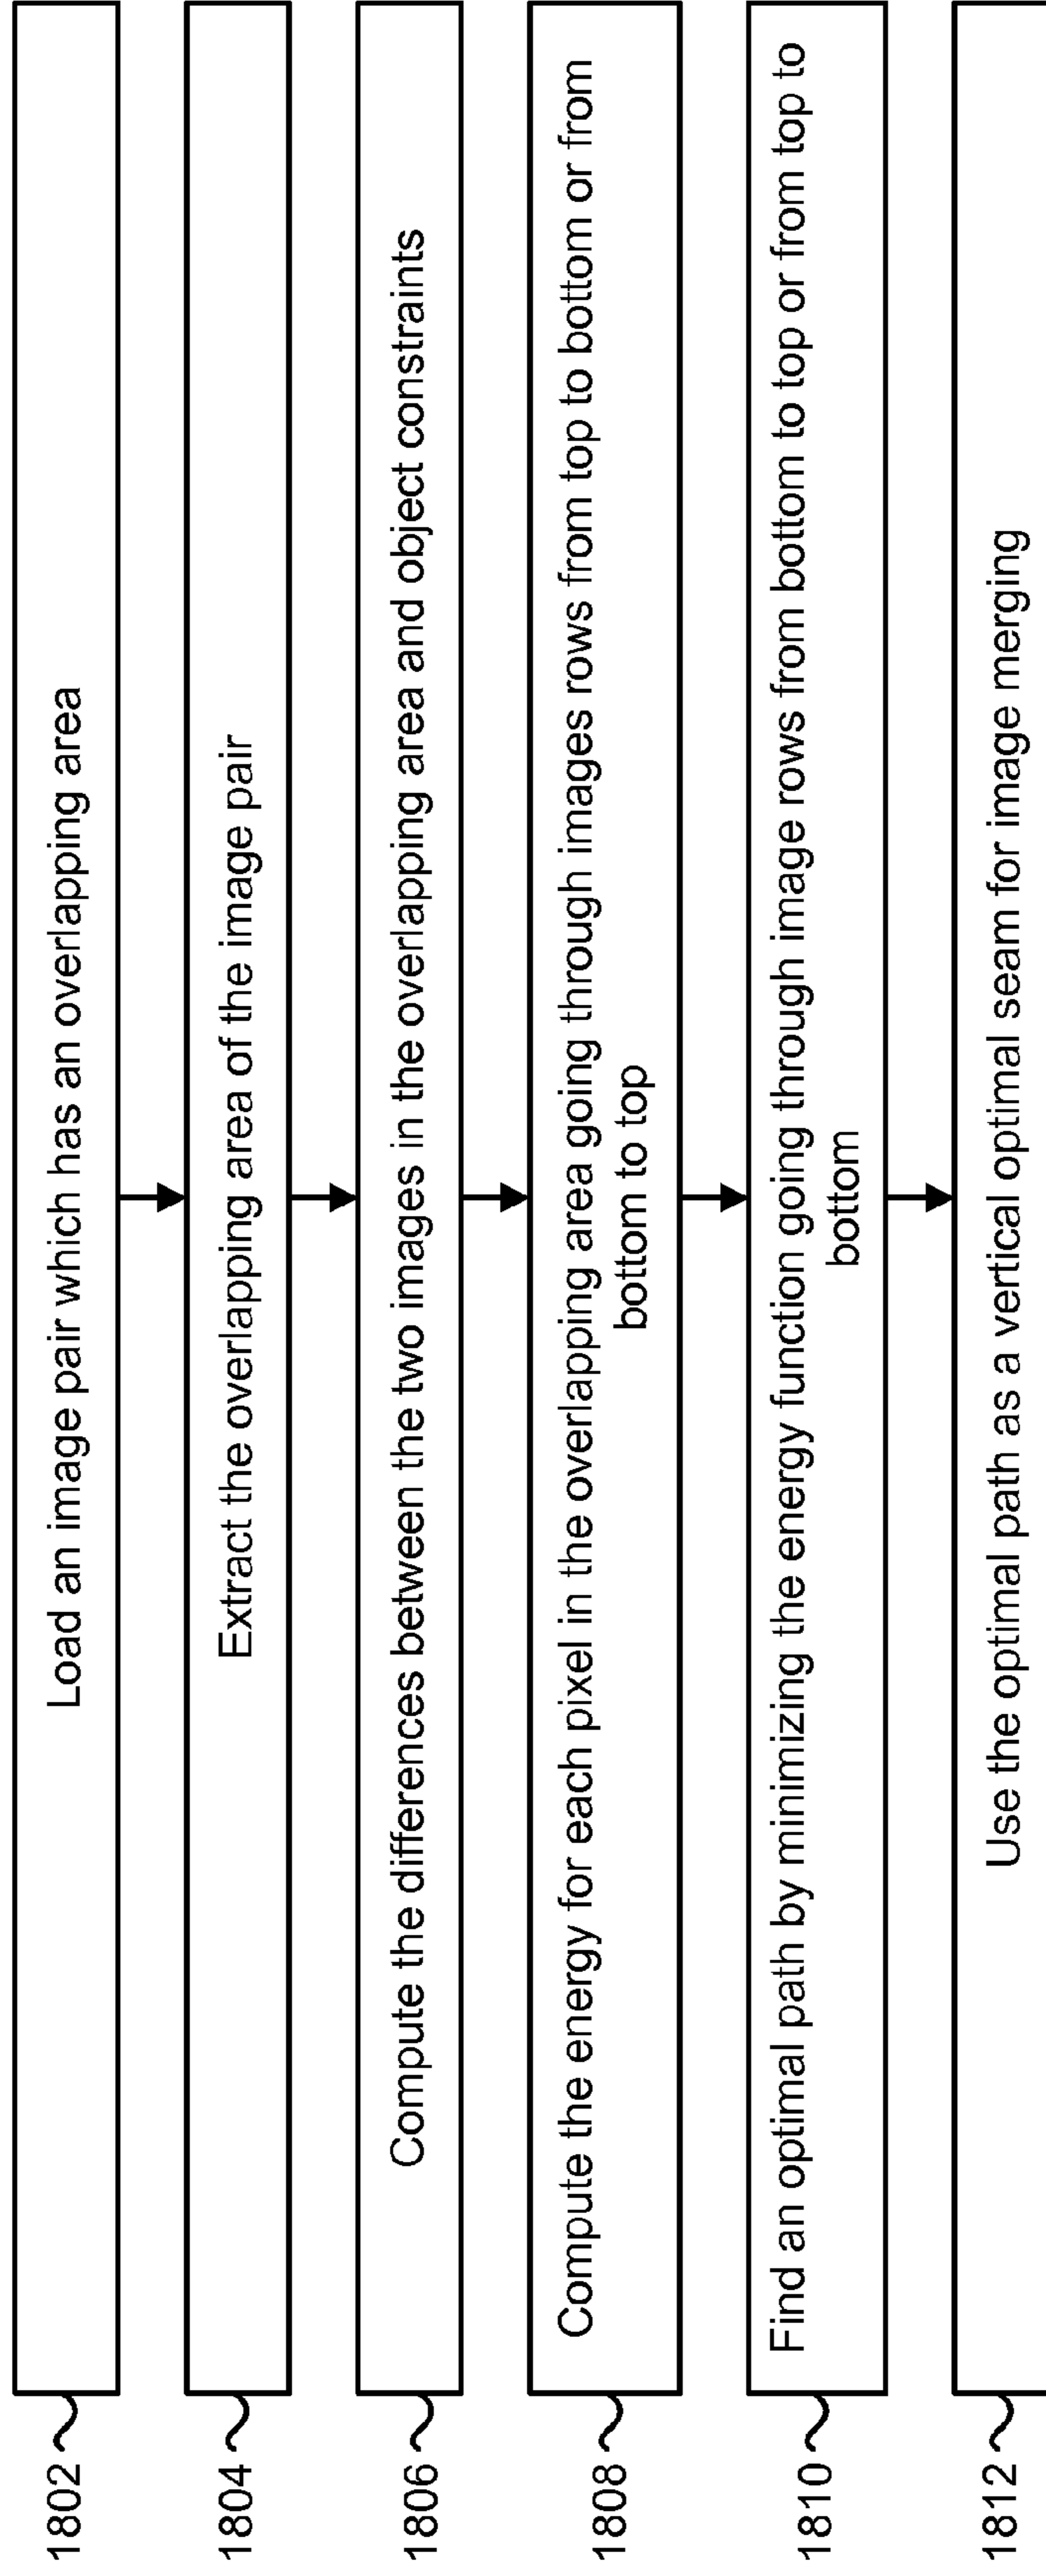 1802
Load an image pair which has an overlapping area
1804
Extract the overlapping area of the image pair
1806
Compute the differences between the two images in the overlapping area and object constraints
1808
Compute the energy for each pixel in the overlapping area going through images rows from top to bottom or from
bottom to top
1810
Find an optimal path by minimizing the energy function going through image rows from bottom to top or from top to
bottom
1812
Use the optimal path as a vertical optimal seam for image merging